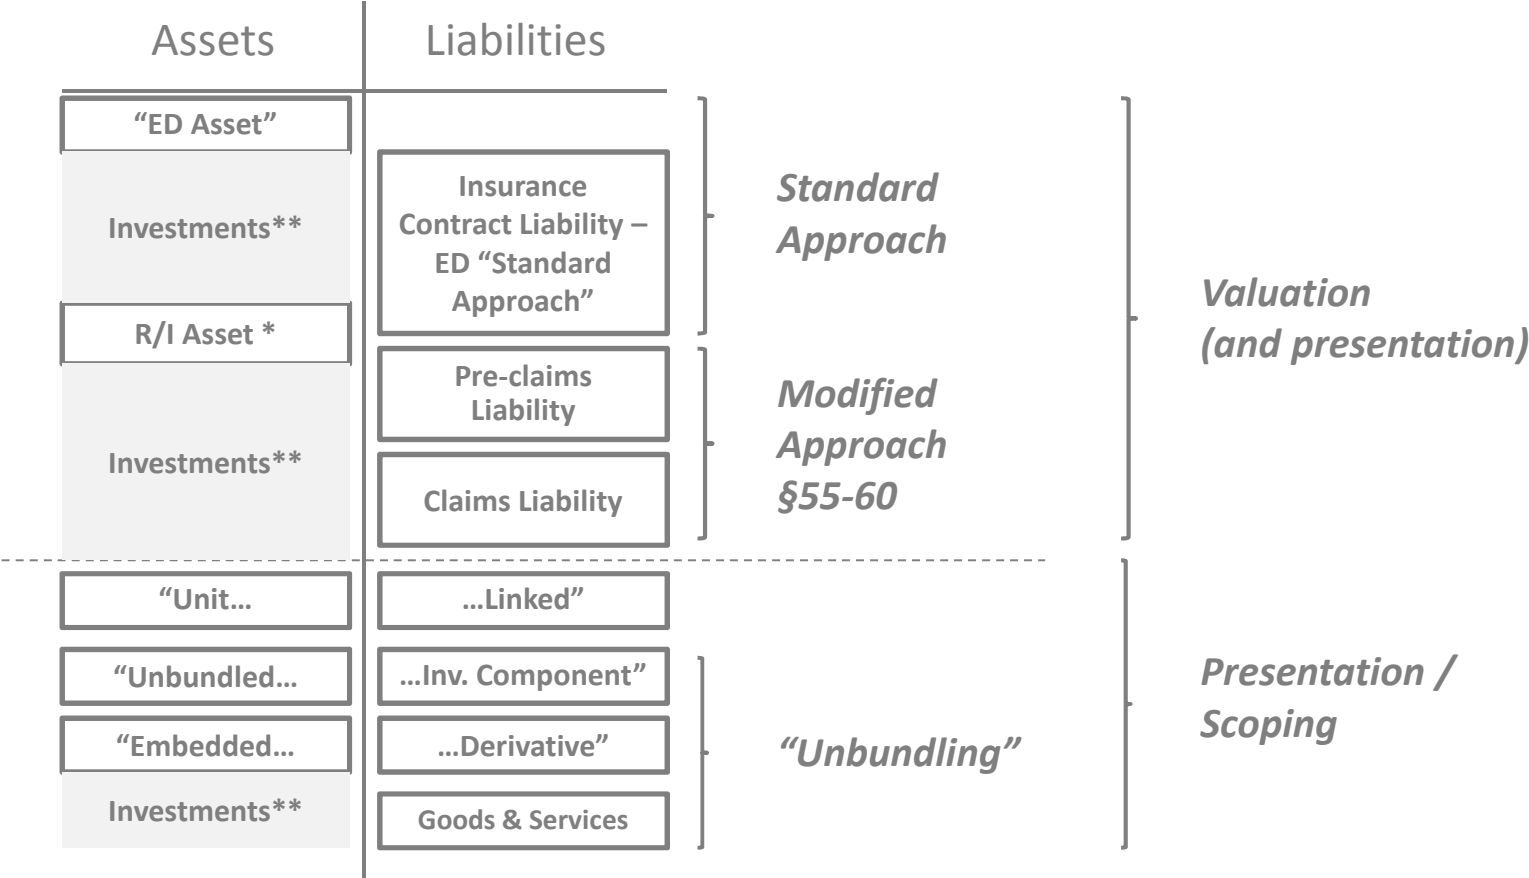 Assets
Liabilities
“ED Asset”
Investments**
R/I Asset *
Investments**
Insurance
Contract Liability –
ED “Standard
Approach”
Pre-claims
Liability
Claims Liability
Standard
Approach
Modified
Approach
§55-60
Valuation
(and presentation)
“Unit…
…Linked”
“Unbundled…
…Inv. Component”
“Embedded…
…Derivative”
Investments**
Goods & Services
“Unbundling”
Presentation /
Scoping